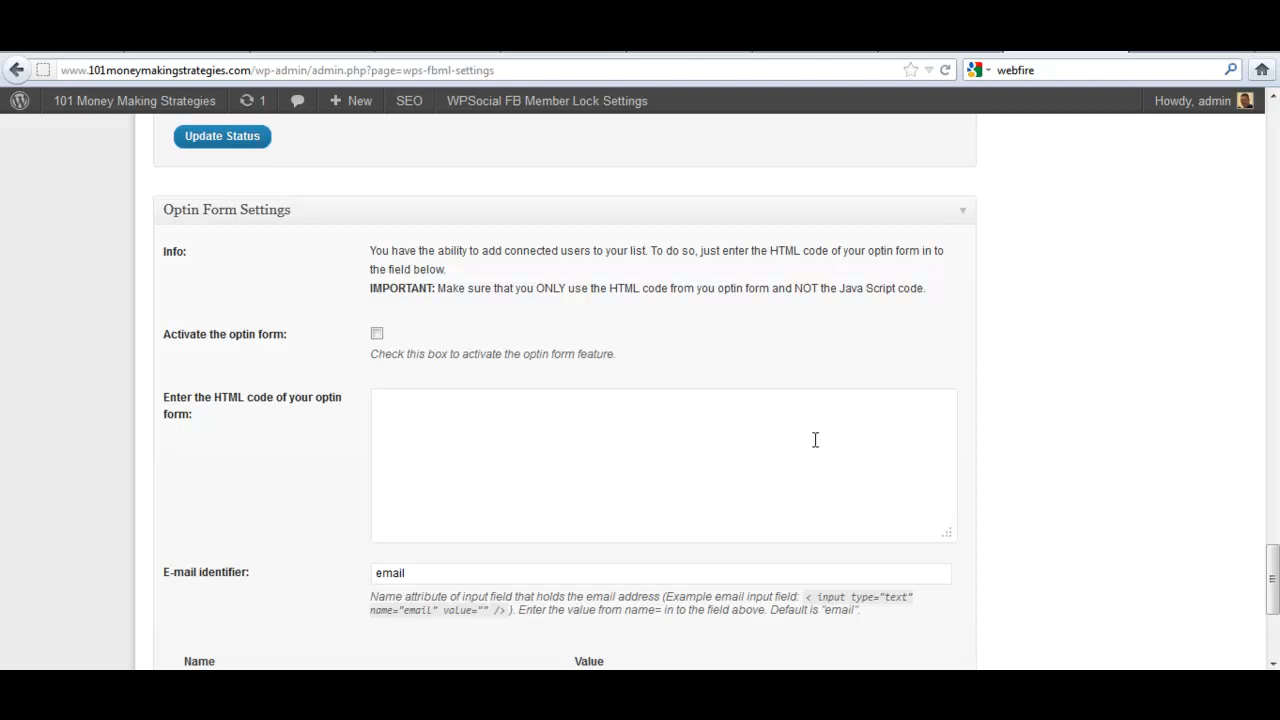 www.101moneymakingstrategies.com/wp-admin/admin.php?page=wps-fbml-settings
webfire
101 Money Making Strategies 1 New SEO WPSocial FB Member Lock Settings Howdy, admin
Update Status
Optin Form Settings
Info:
You have the ability to add connected users to your list. To do so, just enter the HTML code of your optin form in to
the field below.
IMPORTANT: Make sure that you ONLY use the HTML code from you optin form and NOT the Java Script code.
Activate the optin form:
Check this box to activate the optin form feature.
Enter the HTML code of your optin
form:
E-mail identifier:
email
Name attribute of input field that holds the email address (Example email input field: < input type="text"
name="email" value="" /> ). Enter the value from name= in to the field above. Default is "email".
Name Value